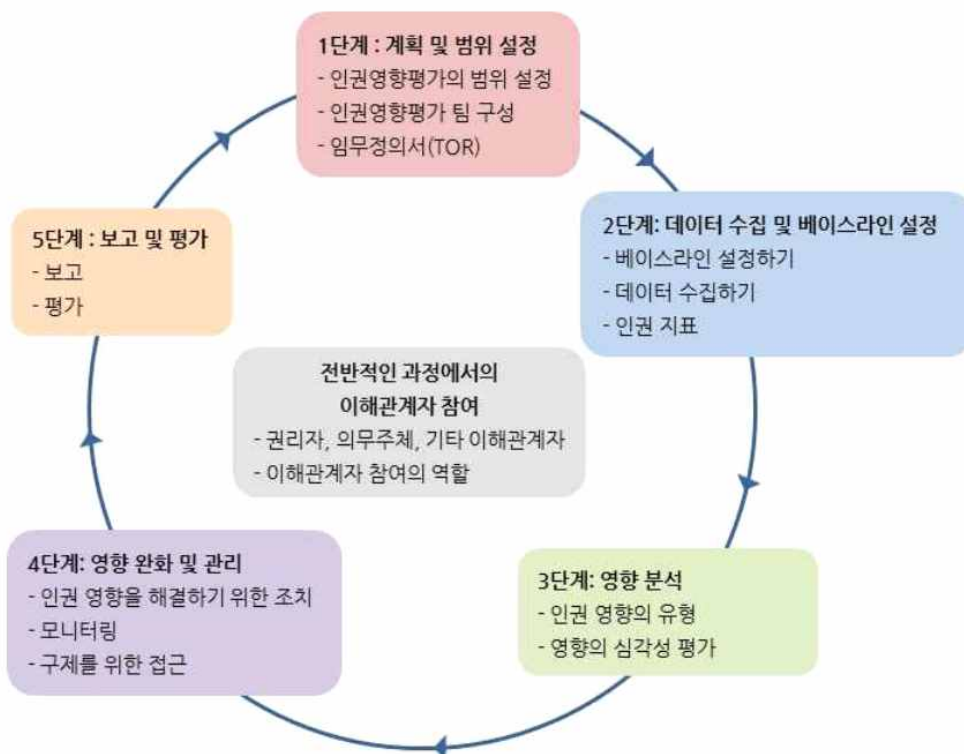 1단계 : 계획 및 범위 설정
- 인권영향평가의 범위 설정
- 인권영향평가 팀 구성
- 임무정의서(TOR)
2단계: 데이터 수집 및 베이스라인 설정
- 베이스라인 설정하기
- 데이터 수집하기
- 인권 지표
3단계: 영향 분석
- 인권 영향의 유형
- 영향의 심각성 평가
4단계: 영향 완화 및 관리
- 인권 영향을 해결하기 위한 조치
- 모니터링
- 구제를 위한 접근
5단계 : 보고 및 평가
- 보고
- 평가
전반적인 과정에서의
이해관계자 참여
- 권리자, 의무주체, 기타 이해관계자
- 이해관계자 참여의 역할